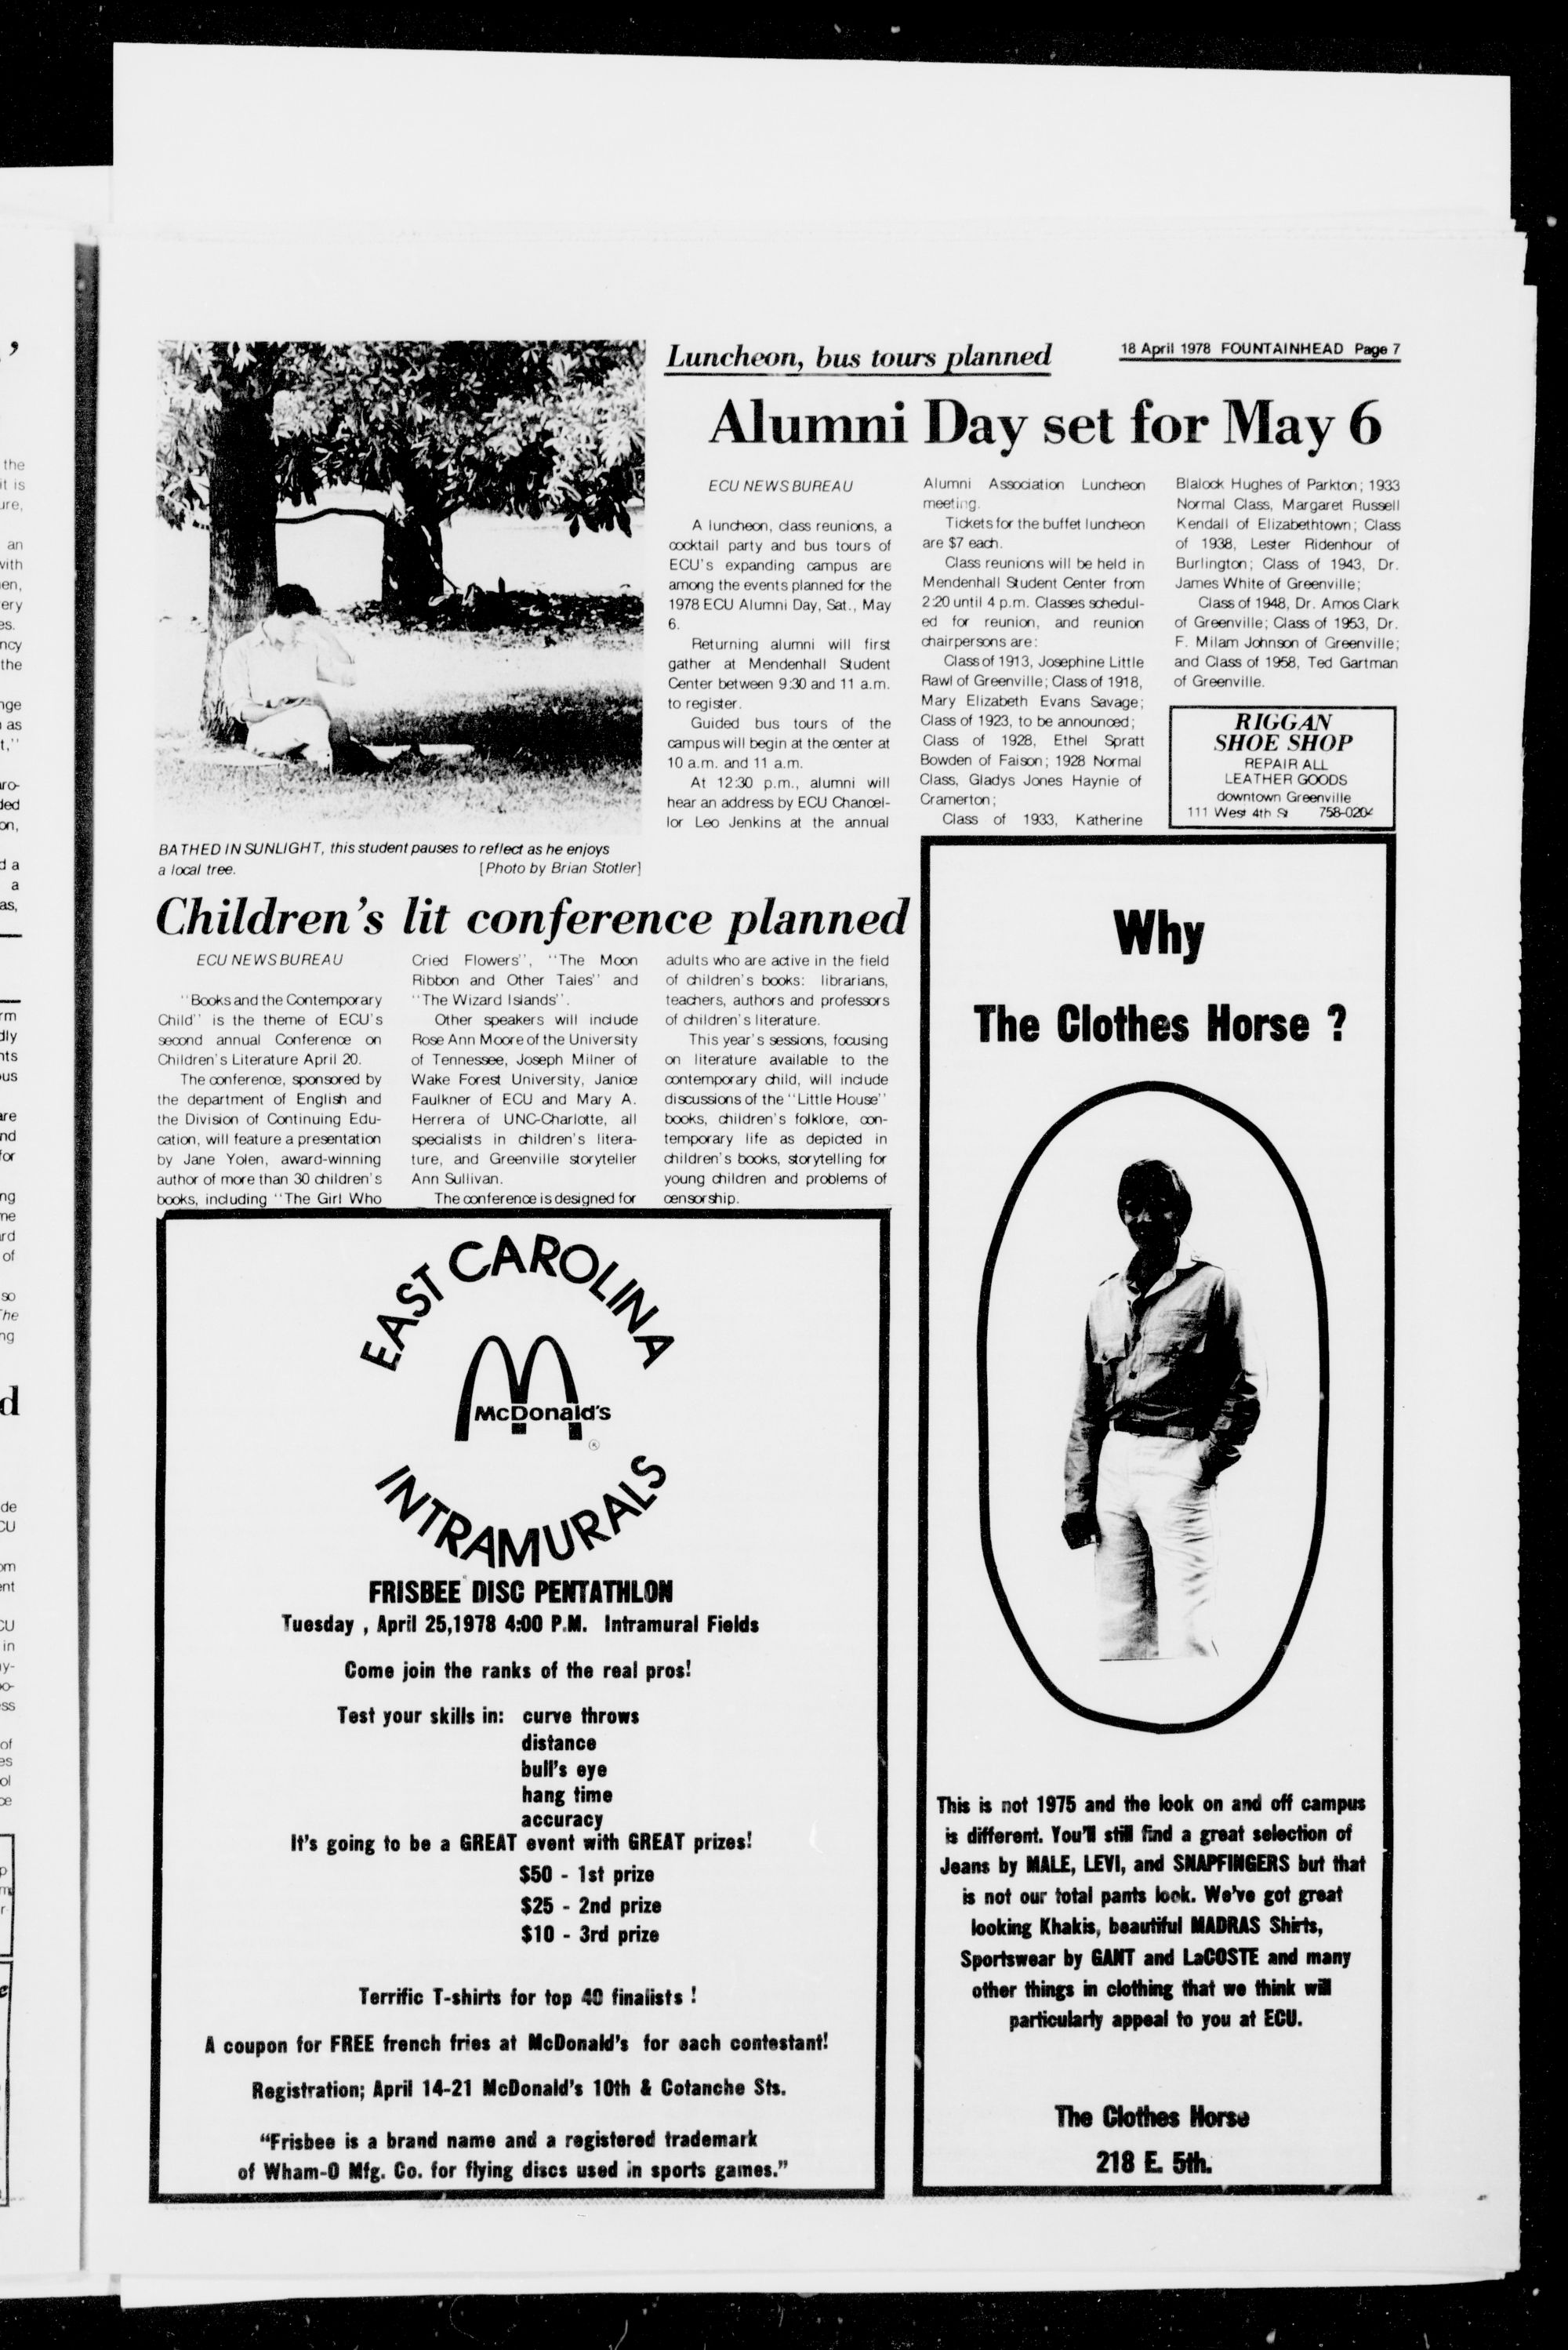 18 April 1978 FOUNTAINHEAD Page 7
Luncheon, bus tours planned
Alumni Day set for May 6
ECU NEWS BUREAU
A luncheon, class reunions, a
cocktail party and bus tours of
ECU's expanding campus are
among the events planned for the
1978 ECU Alumni Day, Sat., May
6.
Returning alumni will first
gather at Mendenhall Student
Center between 9:30 and 11 a.m.
to register.
Guided bus tours of the
campus will begin at the center at
10 a.m. and 11 a.m.
At 12:30 p.m., alumni will
hear an address by ECU Chancel-
lor Leo Jenkins at the annual
Alumni Association Luncheon
meeting.
Tickets for the buffet luncheon
are $7 each.
Class reunions will be held in
Mendenhall Student Center from
2:20 until 4 p.m. Classes schedul-
ed for reunion, and reunion
chairpersons are:
Class of 1913, Josephine Little
Rawl of Greenville; Class of 1918,
Mary Elizabeth Evans Savage;
Class of 1923, to be announced;
Class of 1928, Ethel Spratt
Bowden of Faison; 1928 Normal
Class, Gladys Jones Haynie of
Cramerton;
Class of 1933, Katherine
Blalock Hughes of Parkton; 1933
Normal Class, Margaret Russell
Kendall of Elizabethtown; Class
of 1938, Lester Ridenhour of
Burlington; Class of 1943, Dr.
James White of Greenville;
Class of 1948, Dr. Amos Clark
of Greenville; Class of 1953, Dr.
F. Milam Johnson of Greenville;
and Class of 1958, Ted Gartman
of Greenville.
RIGGAN
SHOE SHOP
REPAIR ALL
LEATHER GOODS
downtown Greenville
111 West 4th St 758-0204
BATHED IN SUNLIGHT, this student pauses to reflect as he enjoys
a local tree. [Photo by Brian Stotler]
Children's lit conference planned
ECU NEWS BUREAU
"Books and the Contemporary
Child" is the theme of ECU's
second annual Conference on
Children's Literature April 20.
The conference, sponsored by
the department of English and
the Division of Continuing Edu-
cation, will feature a presentation
by Jane Yolen, award-winning
author of more than 30 children's
books, including "The Girl Who
Cried Flowers", "The Moon
Ribbon and Other Tales" and
"The Wizard Islands".
Other speakers will include
Rose Ann Moore of the University
of Tennessee, Joseph Milner of
Wake Forest University, Janice
Faulkner of ECU and Mary A.
Herrera of UNC-Charlotte, all
specialists in children's litera-
ture, and Greenville storyteller
Ann Sullivan.
The conference is designed for
adults who are active in the field
of children's books: librarians,
teachers, authors and professors
of children's literature.
This year's sessions, focusing
on literature available to the
contemporary child, will include
discussions of the "Little House"
books, children's folklore, con-
temporary life as depicted in
children's books, storytelling for
young children and problems of
censorship.
EAST CAROLINA
McDonald's
®
INTRAMURALS
FRISBEE DISC PENTATHLON
Tuesday , April 25,1978 4:00 P.M. Intramural Fields
Come join the ranks of the real pros!
Test your skills in: curve throws
distance
bull's eye
hang time
accuracy
It's going to be a GREAT event with GREAT prizes!
$50 - 1st prize
$25 - 2nd prize
$10 - 3rd prize
Terrific T-shirts for top 40 finalists !
A coupon for FREE french fries at McDonald's for each contestant!
Registration; April 14-21 McDonald's 10th & Cotanche Sts.
"Frisbee is a brand name and a registered trademark
of Wham-O Mfg. Co. for flying discs used in sports games."
Why
The Clothes Horse ?
This is not 1975 and the look on and off campus
is different. You'll still find a great selection of
Jeans by MALE, LEVI, and SNAPFINGERS but that
is not our total pants look. We've got great
looking Khakis, beautiful MADRAS Shirts,
Sportswear by GANT and LaCOSTE and many
other things in clothing that we think will
particularly appeal to you at ECU.
The Clothes Horse
218 E. 5th.